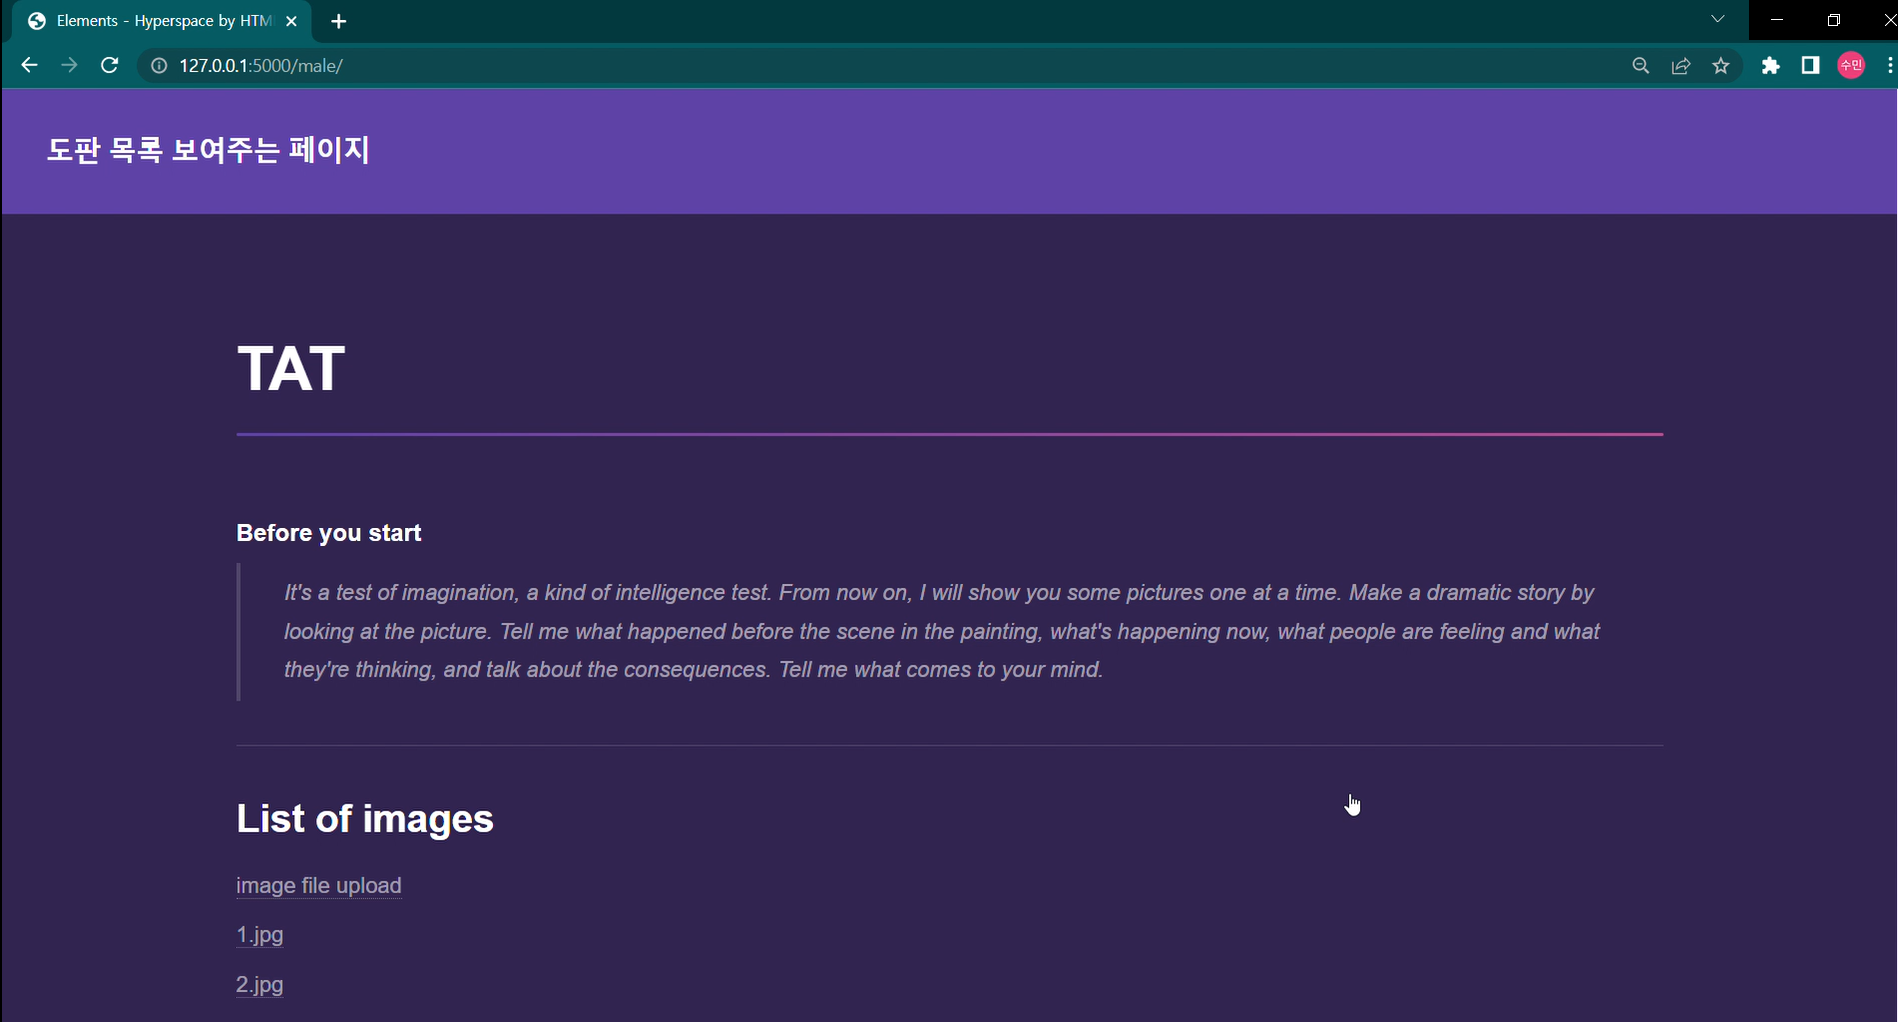 Elements - Hyperspace by HTM
127.0.0.1:5000/male/
수민
도판 목록 보여주는 페이지
TAT
Before you start
It's a test of imagination, a kind of intelligence test. From now on, I will show you some pictures one at a time. Make a dramatic story by
looking at the picture. Tell me what happened before the scene in the painting, what's happening now, what people are feeling and what
they're thinking, and talk about the consequences. Tell me what comes to your mind.
List of images
image file upload
1.jpg
2.jpg